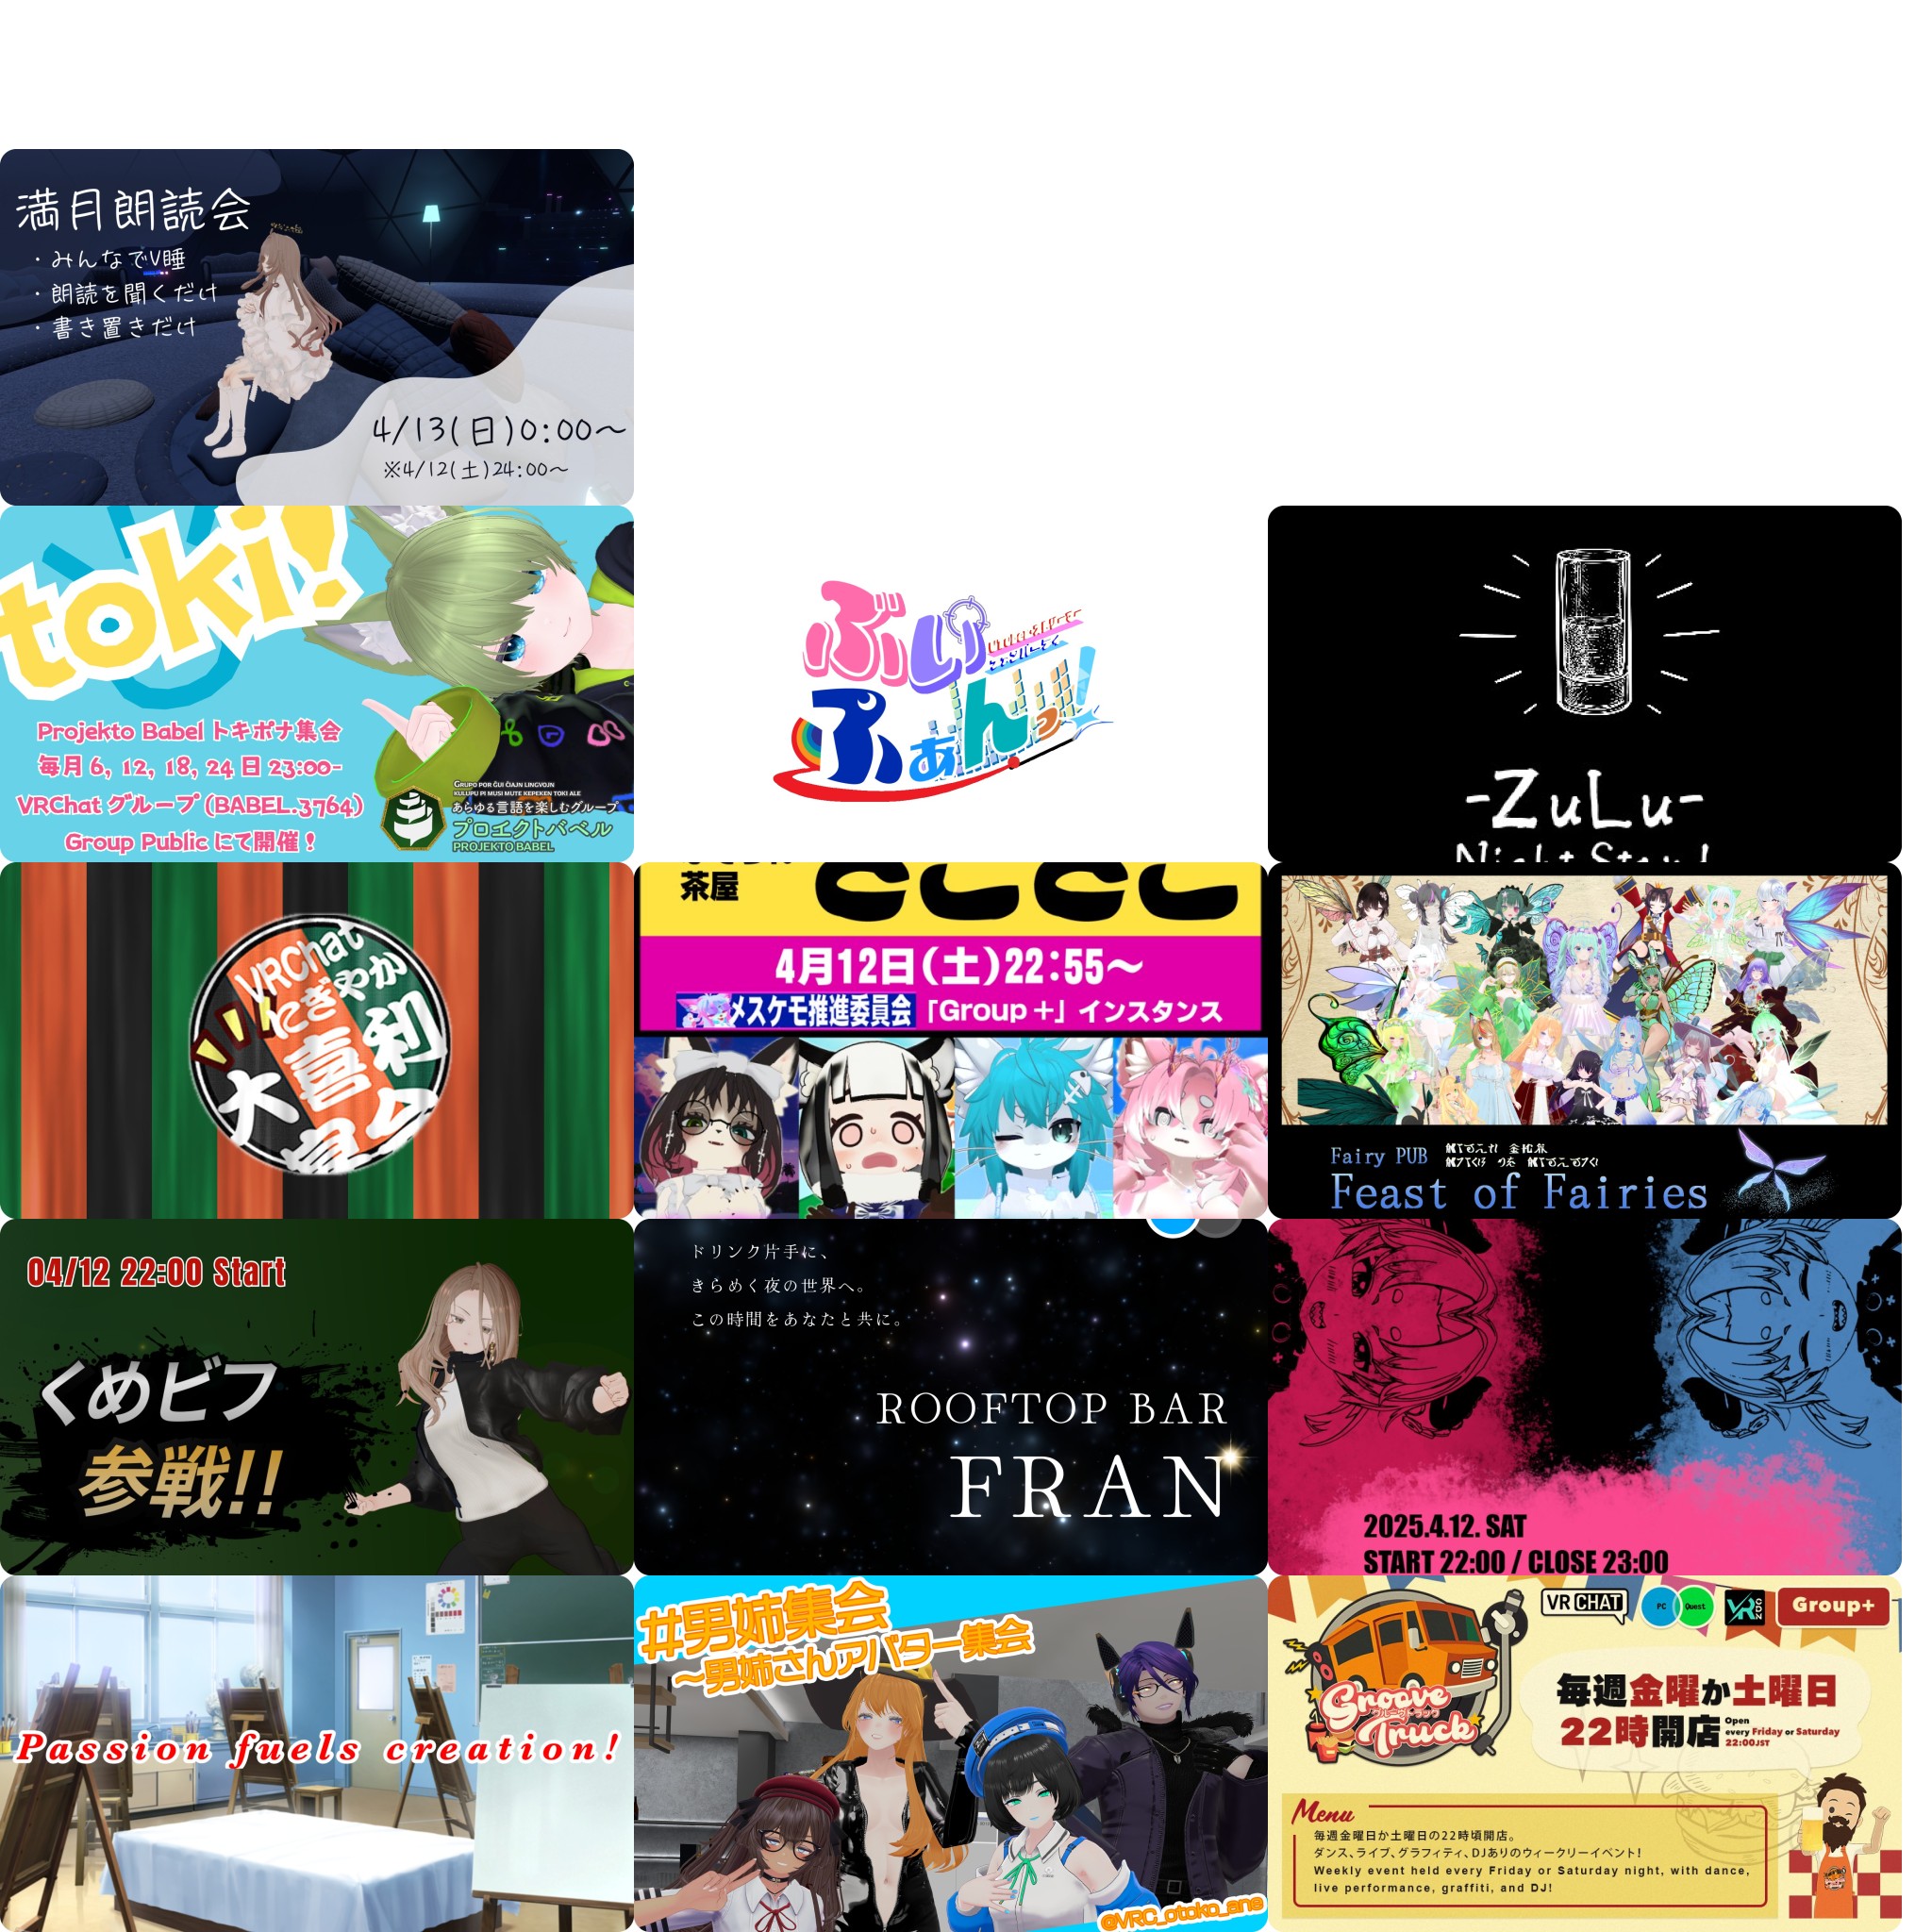 満月朗読会
・みんなでV睡
・朗読を聞くだけ
・書き置きだけ
4/13(日)0:00～
※4/12(土)24:00～
toki!
Projekto Babel トキポナ集会
毎月 6, 12, 18, 24 日 23:00-
VRChat グループ (BABEL.3764)
Group Public にて開催！
GRUPO POR ĜUI ĈIAJN LINGVOJN
KULUPU PI MUSI MUTE KEPEKEN TOKI ALE
あらゆる言語を楽しむグループ
プロエクトバベル
PROJEKTO BABEL
ぶい
ふぁんっ!
-ZuLu-
Night Stand
VRChat
にぎやか
大喜利
茶屋
4月12日(土)22:55～
メスケモ推進委員会「Group＋」インスタンス
Fairy PUB
Feast of Fairies
04/12 22:00 Start
くめビフ
参戦!!
ドリンク片手に、
きらめく夜の世界へ。
この時間をあなたと共に。
ROOFTOP BAR
FRAN
2025.4.12. SAT
START 22:00 / CLOSE 23:00
Passion fuels creation!
#男姉集会
～男姉さんアバター集会
@VRC_otoko_ane
VR CHAT
PC
Quest
Group+
Groove
グルーヴトラック
Truck
毎週金曜か土曜日
22時開店
Open
every Friday or Saturday
22:00JST
Menu
毎週金曜日か土曜日の22時頃開店。
ダンス、ライブ、グラフィティ、DJありのウィークリーイベント！
Weekly event held every Friday or Saturday night, with dance,
live performance, graffiti, and DJ!